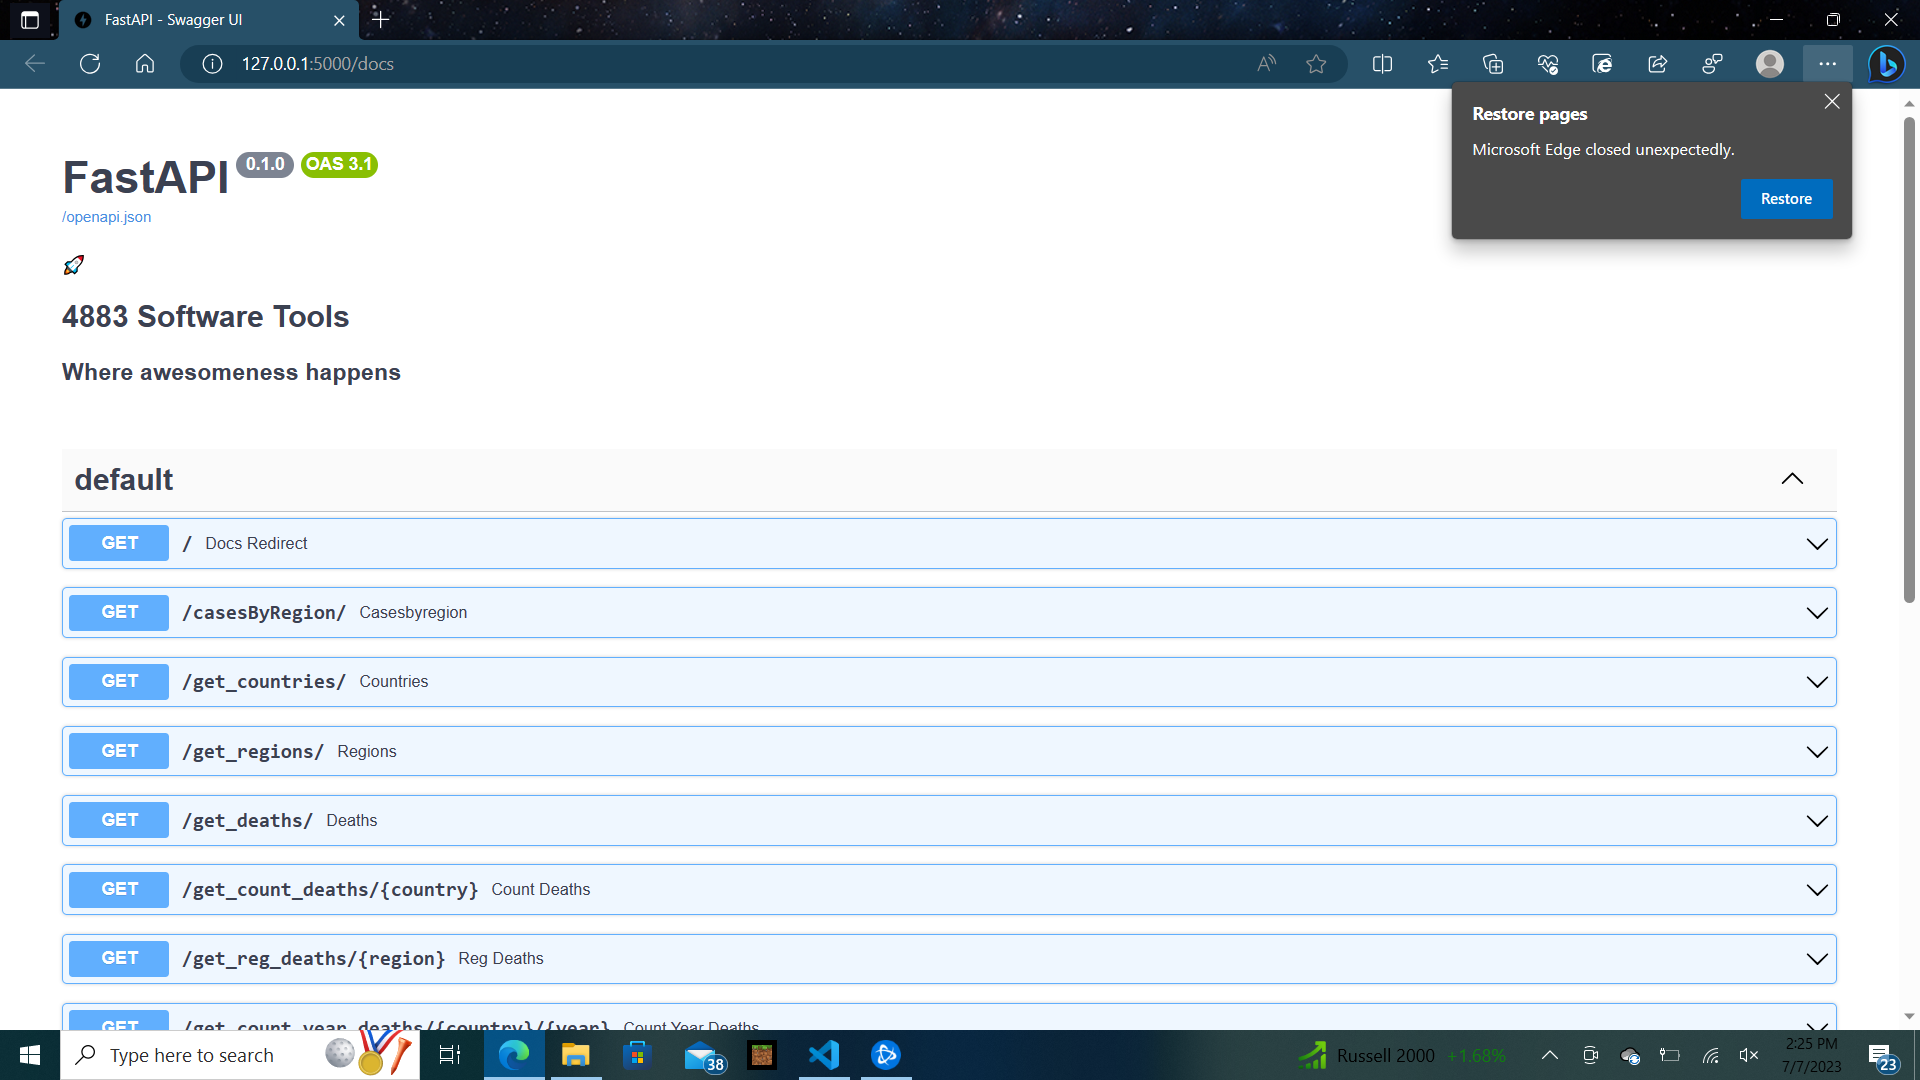 FastAPI - Swagger UI
127.0.0.1:5000/docs
Restore pages
Microsoft Edge closed unexpectedly.
Restore
FastAPI 0.1.0 OAS 3.1
/openapi.json
4883 Software Tools
Where awesomeness happens
default
GET / Docs Redirect
GET /casesByRegion/ Casesbyregion
GET /get_countries/ Countries
GET /get_regions/ Regions
GET /get_deaths/ Deaths
GET /get_count_deaths/{country} Count Deaths
GET /get_reg_deaths/{region} Reg Deaths
GET /get_count_year_deaths/{country}/{year} Count Year Deaths
Type here to search
38
Russell 2000 +1.68%
2:25 PM
7/7/2023
23